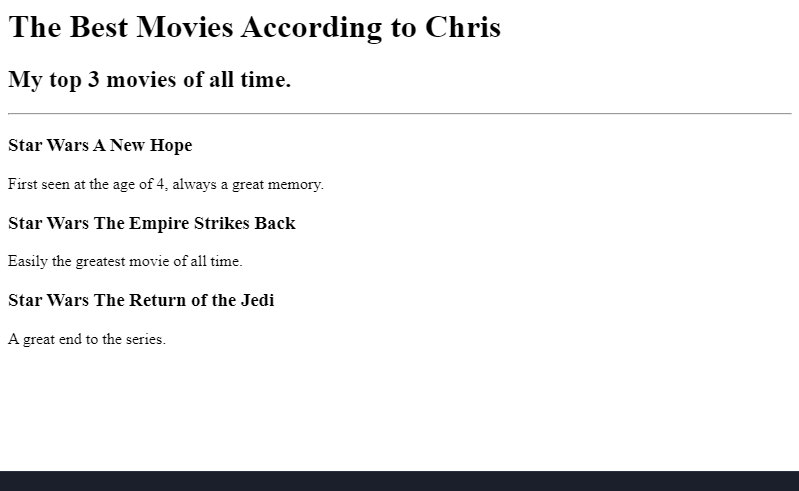 The Best Movies According to Chris
My top 3 movies of all time.
Star Wars A New Hope
First seen at the age of 4, always a great memory.
Star Wars The Empire Strikes Back
Easily the greatest movie of all time.
Star Wars The Return of the Jedi
A great end to the series.